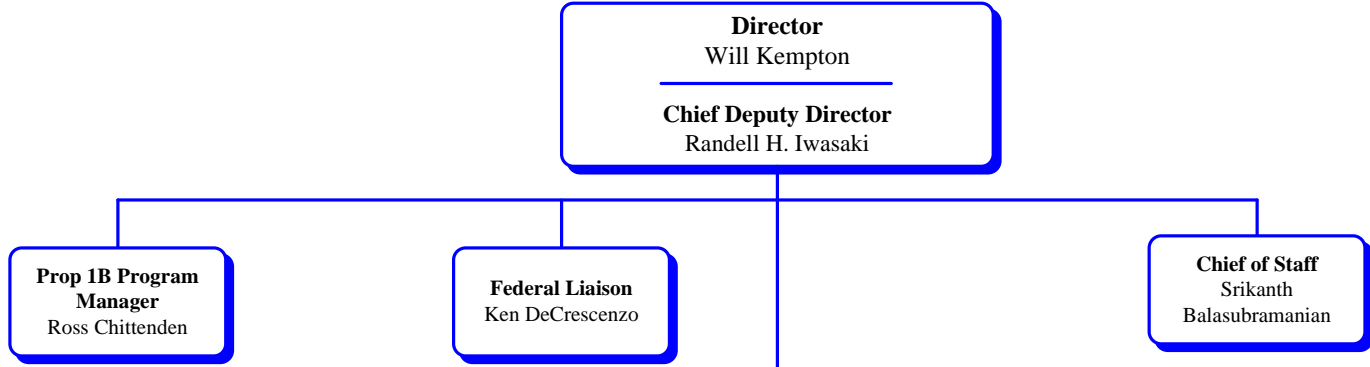 Director
Will Kempton
Chief Deputy Director
Randell H. Iwasaki
Prop 1B Program
Manager
Ross Chittenden
Federal Liaison
Ken DeCrescenzo
Chief of Staff
Srikanth
Balasubramanian